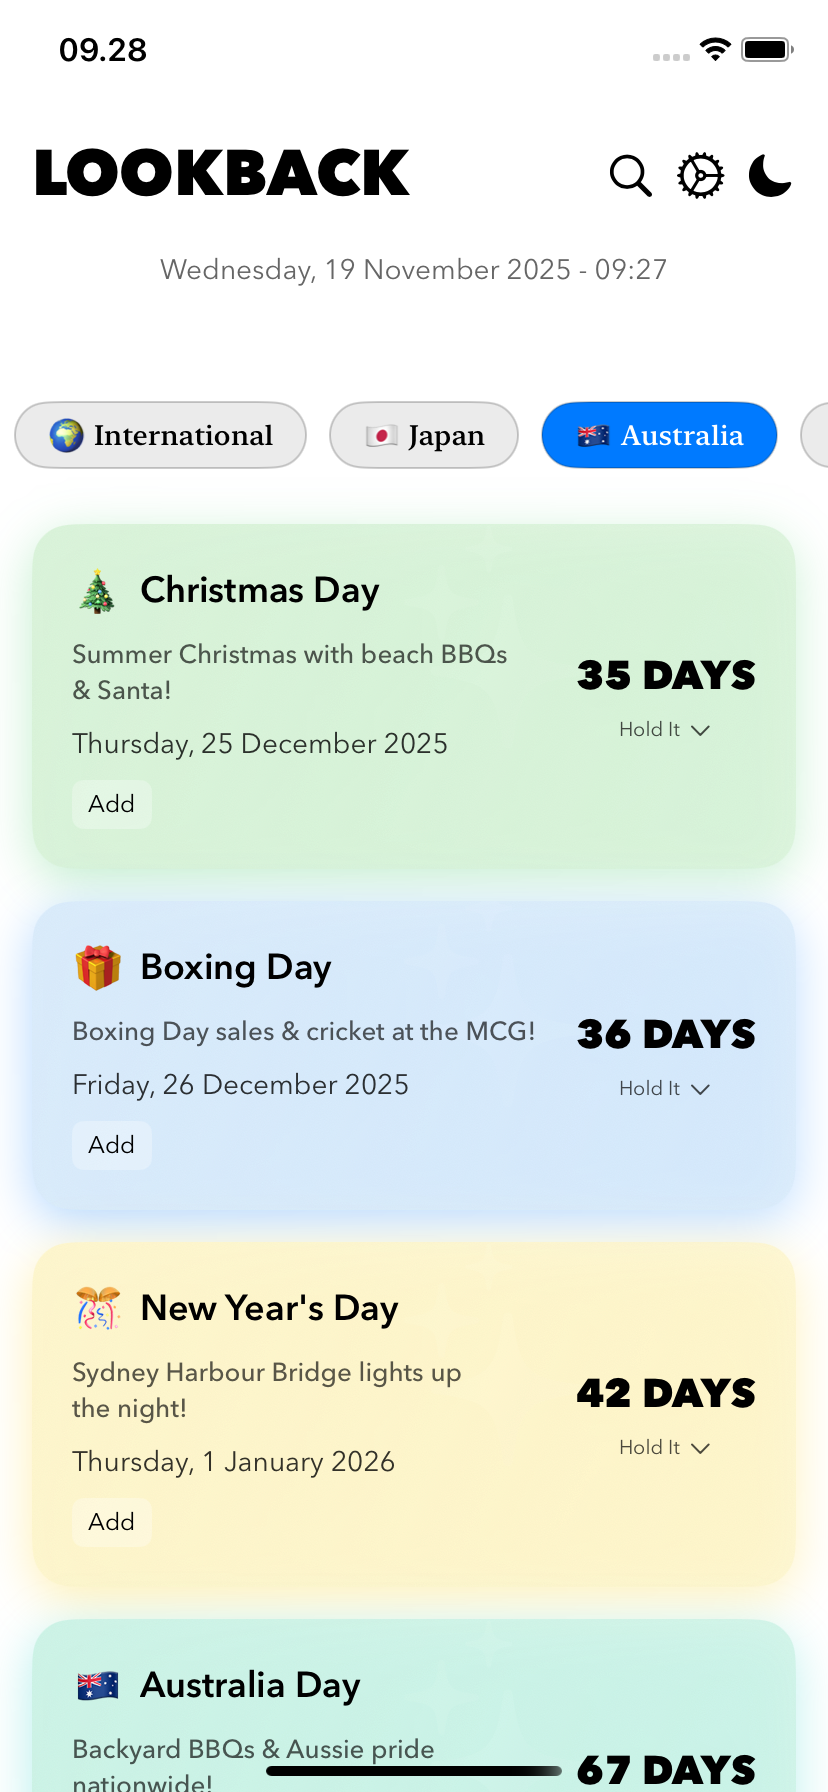 09.28
LOOKBACK
Wednesday, 19 November 2025 - 09:27
International
Japan
Australia
Christmas Day
Summer Christmas with beach BBQs
& Santa!
35 DAYS
Hold It
Thursday, 25 December 2025
Add
Boxing Day
Boxing Day sales & cricket at the MCG!
36 DAYS
Hold It
Friday, 26 December 2025
Add
New Year's Day
Sydney Harbour Bridge lights up
the night!
42 DAYS
Hold It
Thursday, 1 January 2026
Add
Australia Day
Backyard BBQs & Aussie pride
nationwide!
67 DAYS